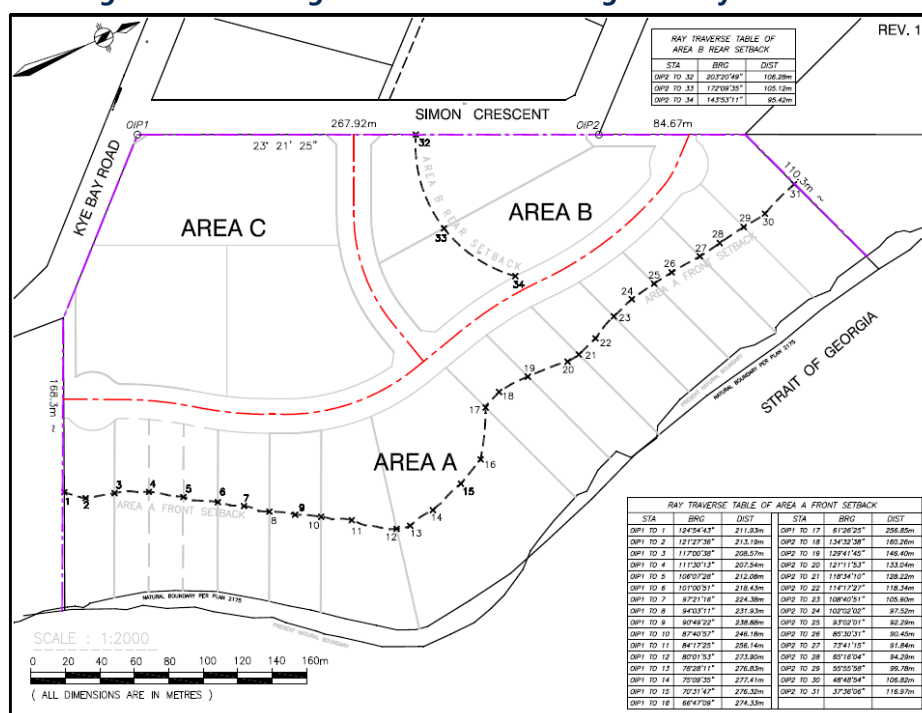 REV. 1
RAY TRAVERSE TABLE OF
AREA B REAR SETBACK
STA BRG DIST
OIP2 TO 32 203°20'49" 106.28m
OIP2 TO 33 172°09'35" 105.12m
OIP2 TO 34 143°53'11" 95.42m
SIMON CRESCENT
OIP1 267.92m OIP2 84.67m
23° 21' 25"
KYE BAY ROAD
110.3m ~
AREA C
AREA B
AREA B REAR SETBACK
32
33
34
31
30
29
28
27
26
25
24
23
22
21
20
19
18
17
16
15
14
13
12
11
10
9
8
7
6
5
4
3
2
1
AREA A FRONT SETBACK
STRAIT OF GEORGIA
PRESENT NATURAL BOUNDARY
NATURAL BOUNDARY PER PLAN 2175
168.3m ~
AREA A
AREA A FRONT SETBACK
NATURAL BOUNDARY PER PLAN 2175
PRESENT NATURAL BOUNDARY
SCALE : 1:2000
0 20 40 60 80 100 120 140 160m
( ALL DIMENSIONS ARE IN METRES )
RAY TRAVERSE TABLE OF AREA A FRONT SETBACK
STA BRG DIST STA BRG DIST
OIP1 TO 1 124°54'43" 211.93m OIP1 TO 17 61°26'25" 256.85m
OIP1 TO 2 121°27'36" 213.19m OIP2 TO 18 134°32'38" 160.26m
OIP1 TO 3 117°00'38" 208.57m OIP2 TO 19 129°41'45" 146.40m
OIP1 TO 4 111°30'13" 207.54m OIP2 TO 20 121°11'53" 133.04m
OIP1 TO 5 106°07'28" 212.08m OIP2 TO 21 118°34'10" 128.22m
OIP1 TO 6 101°00'51" 218.43m OIP2 TO 22 114°17'27" 118.34m
OIP1 TO 7 97°21'16" 224.38m OIP2 TO 23 108°40'51" 105.90m
OIP1 TO 8 94°03'11" 231.93m OIP2 TO 24 102°02'02" 97.52m
OIP1 TO 9 90°49'22" 238.88m OIP2 TO 25 93°02'01" 92.29m
OIP1 TO 10 87°40'57" 246.18m OIP2 TO 26 85°30'31" 90.45m
OIP1 TO 11 84°17'25" 256.14m OIP2 TO 27 73°41'15" 91.84m
OIP1 TO 12 80°01'53" 273.90m OIP2 TO 28 65°16'04" 94.29m
OIP1 TO 13 78°28'11" 276.83m OIP2 TO 29 55°55'58" 99.78m
OIP1 TO 14 75°09'35" 277.41m OIP2 TO 30 48°48'54" 106.82m
OIP1 TO 15 70°31'47" 276.32m OIP2 TO 31 37°36'06" 116.97m
OIP1 TO 16 66°47'09" 274.33m